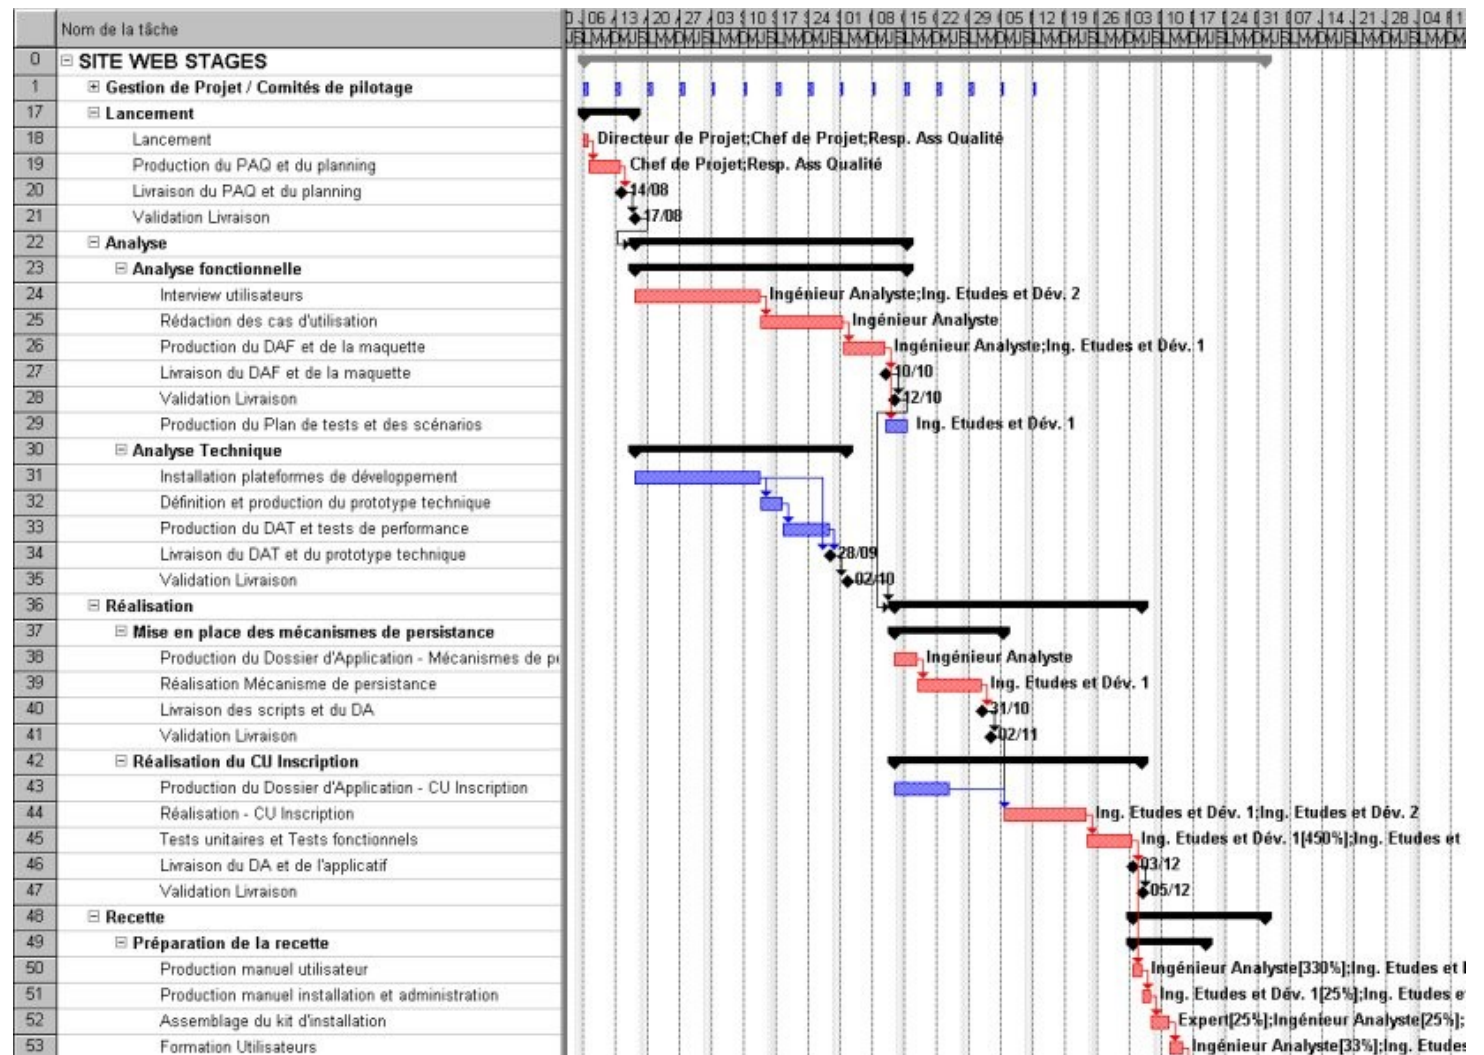 Nom de la tâche
06 13 20 27 03 10 17 24 01 08 15 22 29 05 12 19 26 03 10 17 24 31 07 14 21 28 04
0 SITE WEB STAGES
1 Gestion de Projet / Comités de pilotage
17 Lancement
18 Lancement Directeur de Projet;Chef de Projet;Resp. Ass Qualité
19 Production du PAQ et du planning Chef de Projet;Resp. Ass Qualité
20 Livraison du PAQ et du planning 14/08
21 Validation Livraison 17/08
22 Analyse
23 Analyse fonctionnelle
24 Interview utilisateurs Ingénieur Analyste;Ing. Etudes et Dév. 2
25 Rédaction des cas d'utilisation Ingénieur Analyste
26 Production du DAF et de la maquette Ingénieur Analyste;Ing. Etudes et Dév. 1
27 Livraison du DAF et de la maquette 10/10
28 Validation Livraison 12/10
29 Production du Plan de tests et des scénarios Ing. Etudes et Dév. 1
30 Analyse Technique
31 Installation plateformes de développement
32 Définition et production du prototype technique
33 Production du DAT et tests de performance
34 Livraison du DAT et du prototype technique 28/09
35 Validation Livraison 02/10
36 Réalisation
37 Mise en place des mécanismes de persistance
38 Production du Dossier d'Application - Mécanismes de Ingénieur Analyste
39 Réalisation Mécanisme de persistance Ing. Etudes et Dév. 1
40 Livraison des scripts et du DA 31/10
41 Validation Livraison 02/11
42 Réalisation du CU Inscription
43 Production du Dossier d'Application - CU Inscription
44 Réalisation - CU Inscription Ing. Etudes et Dév. 1;Ing. Etudes et Dév. 2
45 Tests unitaires et Tests fonctionnels Ing. Etudes et Dév. 1[450%];Ing. Etudes et
46 Livraison du DA et de l'applicatif 03/12
47 Validation Livraison 05/12
48 Recette
49 Préparation de la recette
50 Production manuel utilisateur Ingénieur Analyste[330%];Ing. Etudes et
51 Production manuel installation et administration Ing. Etudes et Dév. 1[25%];Ing. Etudes
52 Assemblage du kit d'installation Expert[25%];Ingénieur Analyste[25%];
53 Formation Utilisateurs Ingénieur Analyste[33%];Ing. Etudes